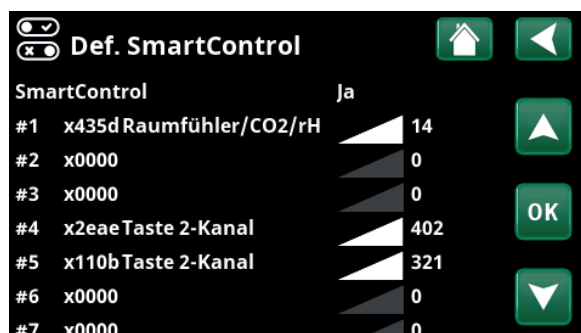 Def. SmartControl
SmartControl Ja
#1 x435d Raumfühler/CO2/rH 14
#2 x0000 0
#3 x0000 0
OK
#4 x2eae Taste 2-Kanal 402
#5 x110b Taste 2-Kanal 321
#6 x0000 0
#7 x0000 0